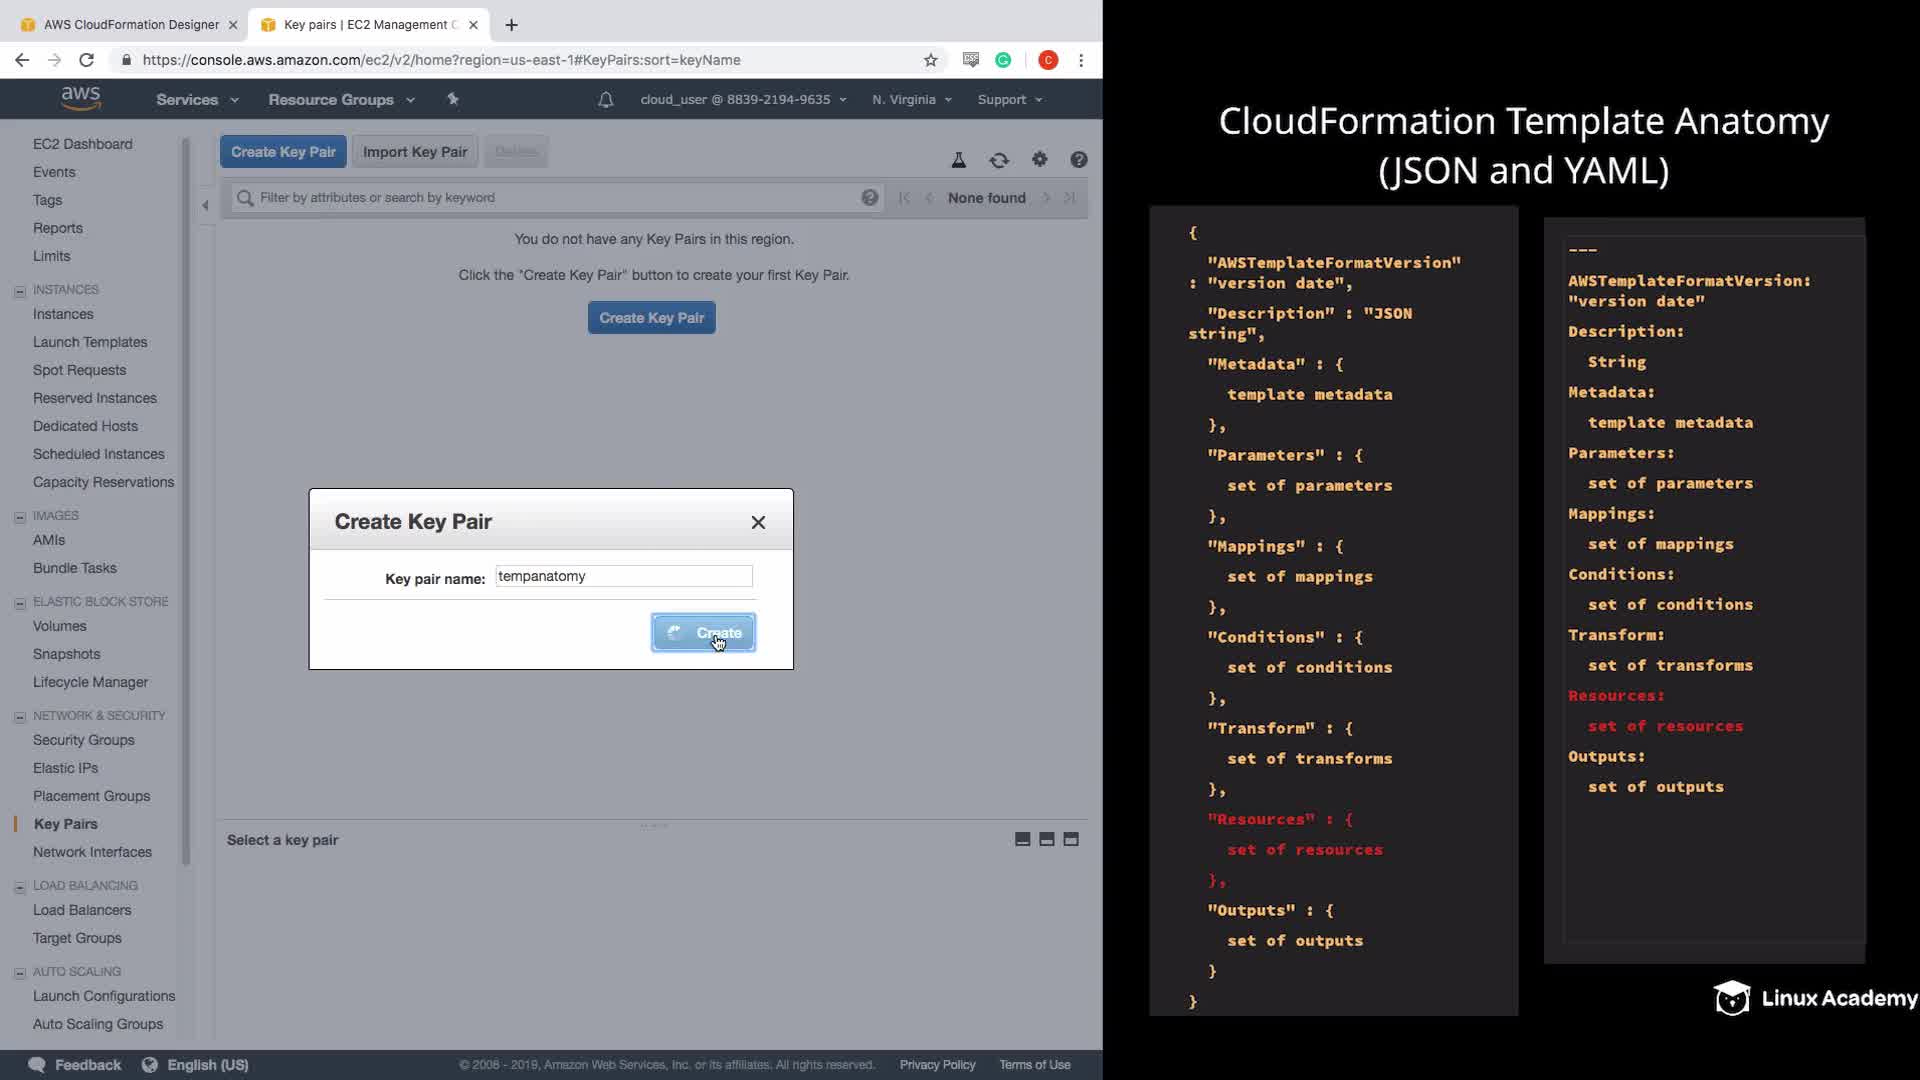 AWS CloudFormation Designer
Key pairs | EC2 Management C
https://console.aws.amazon.com/ec2/v2/home?region=us-east-1#KeyPairs:sort=keyName
C
aws
Services
Resource Groups
cloud_user @ 8839-2194-9635
N. Virginia
Support
EC2 Dashboard
Events
Tags
Reports
Limits
INSTANCES
Instances
Launch Templates
Spot Requests
Reserved Instances
Dedicated Hosts
Scheduled Instances
Capacity Reservations
IMAGES
AMIs
Bundle Tasks
ELASTIC BLOCK STORE
Volumes
Snapshots
Lifecycle Manager
NETWORK & SECURITY
Security Groups
Elastic IPs
Placement Groups
Key Pairs
Network Interfaces
LOAD BALANCING
Load Balancers
Target Groups
AUTO SCALING
Launch Configurations
Auto Scaling Groups
Create Key Pair
Import Key Pair
Delete
Filter by attributes or search by keyword
None found
You do not have any Key Pairs in this region.
Click the "Create Key Pair" button to create your first Key Pair.
Create Key Pair
Create Key Pair
Key pair name:
tempanatomy
Create
Select a key pair
Feedback
English (US)
© 2008 - 2019, Amazon Web Services, Inc. or its affiliates. All rights reserved.
Privacy Policy
Terms of Use
CloudFormation Template Anatomy
(JSON and YAML)
{
"AWSTemplateFormatVersion"
: "version date",
"Description" : "JSON
string",
"Metadata" : {
template metadata
},
"Parameters" : {
set of parameters
},
"Mappings" : {
set of mappings
},
"Conditions" : {
set of conditions
},
"Transform" : {
set of transforms
},
"Resources" : {
set of resources
},
"Outputs" : {
set of outputs
}
}
---
AWSTemplateFormatVersion:
"version date"
Description:
String
Metadata:
template metadata
Parameters:
set of parameters
Mappings:
set of mappings
Conditions:
set of conditions
Transform:
set of transforms
Resources:
set of resources
Outputs:
set of outputs
Linux Academy